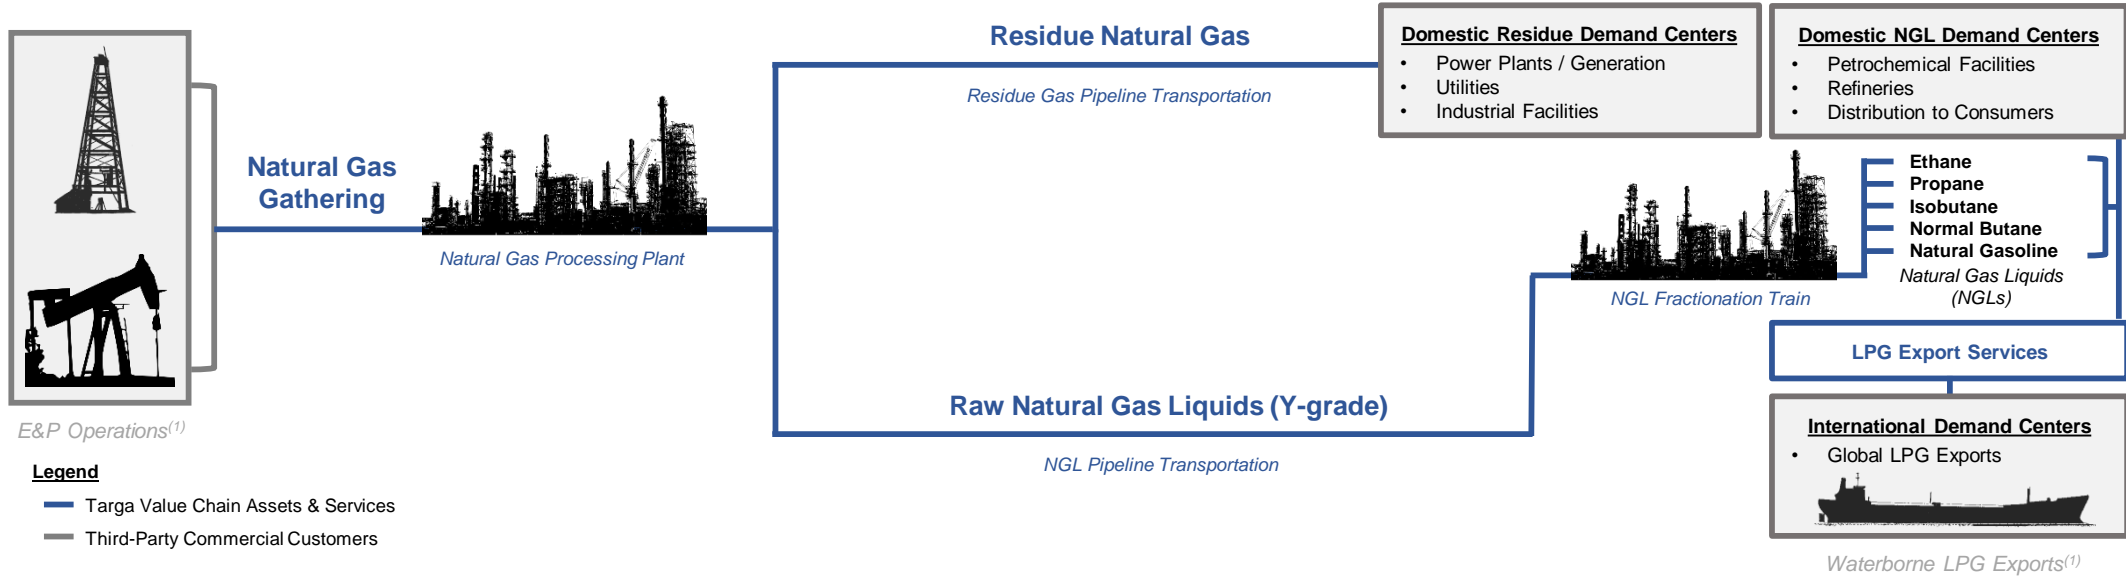 E&P Operations(1)
Legend
Targa Value Chain Assets & Services
Third-Party Commercial Customers
Natural Gas
Gathering
Natural Gas Processing Plant
Residue Natural Gas
Residue Gas Pipeline Transportation
Raw Natural Gas Liquids (Y-grade)
NGL Pipeline Transportation
Domestic Residue Demand Centers
• Power Plants / Generation
• Utilities
• Industrial Facilities
Domestic NGL Demand Centers
• Petrochemical Facilities
• Refineries
• Distribution to Consumers
NGL Fractionation Train
Ethane
Propane
Isobutane
Normal Butane
Natural Gasoline
Natural Gas Liquids
(NGLs)
LPG Export Services
International Demand Centers
• Global LPG Exports
Waterborne LPG Exports(1)